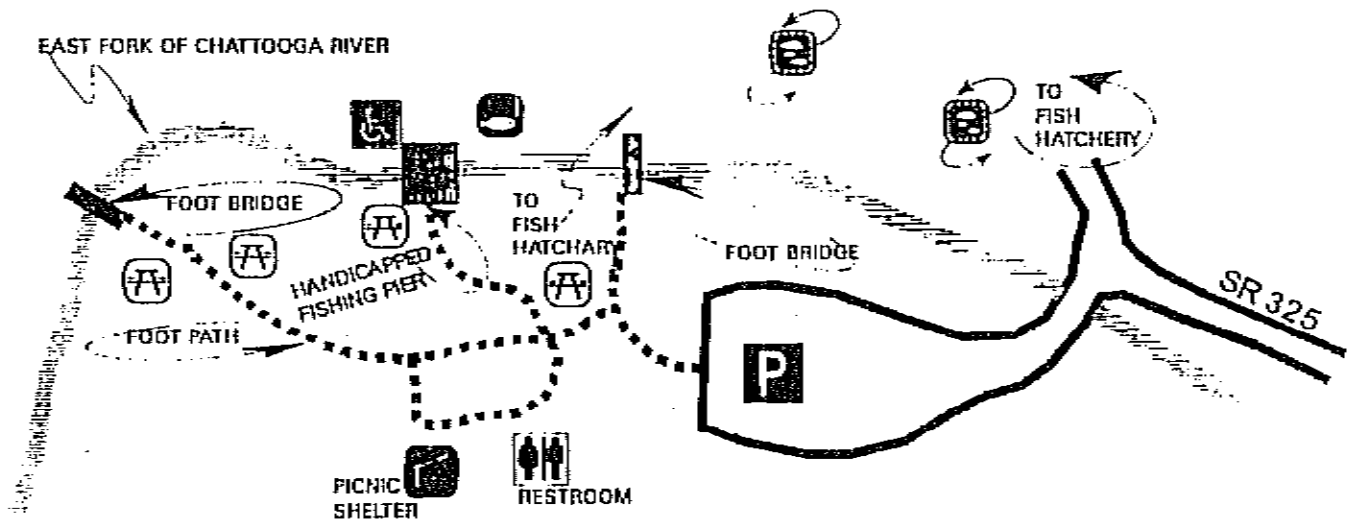 EAST FORK OF CHATTOOGA RIVER
TO
FISH
HATCHERY
FOOT BRIDGE
TO
FISH
HATCHARY
HANDICAPPED
FISHING PIER
FOOT BRIDGE
SR 325
FOOT PATH
P
PICNIC
SHELTER
RESTROOM